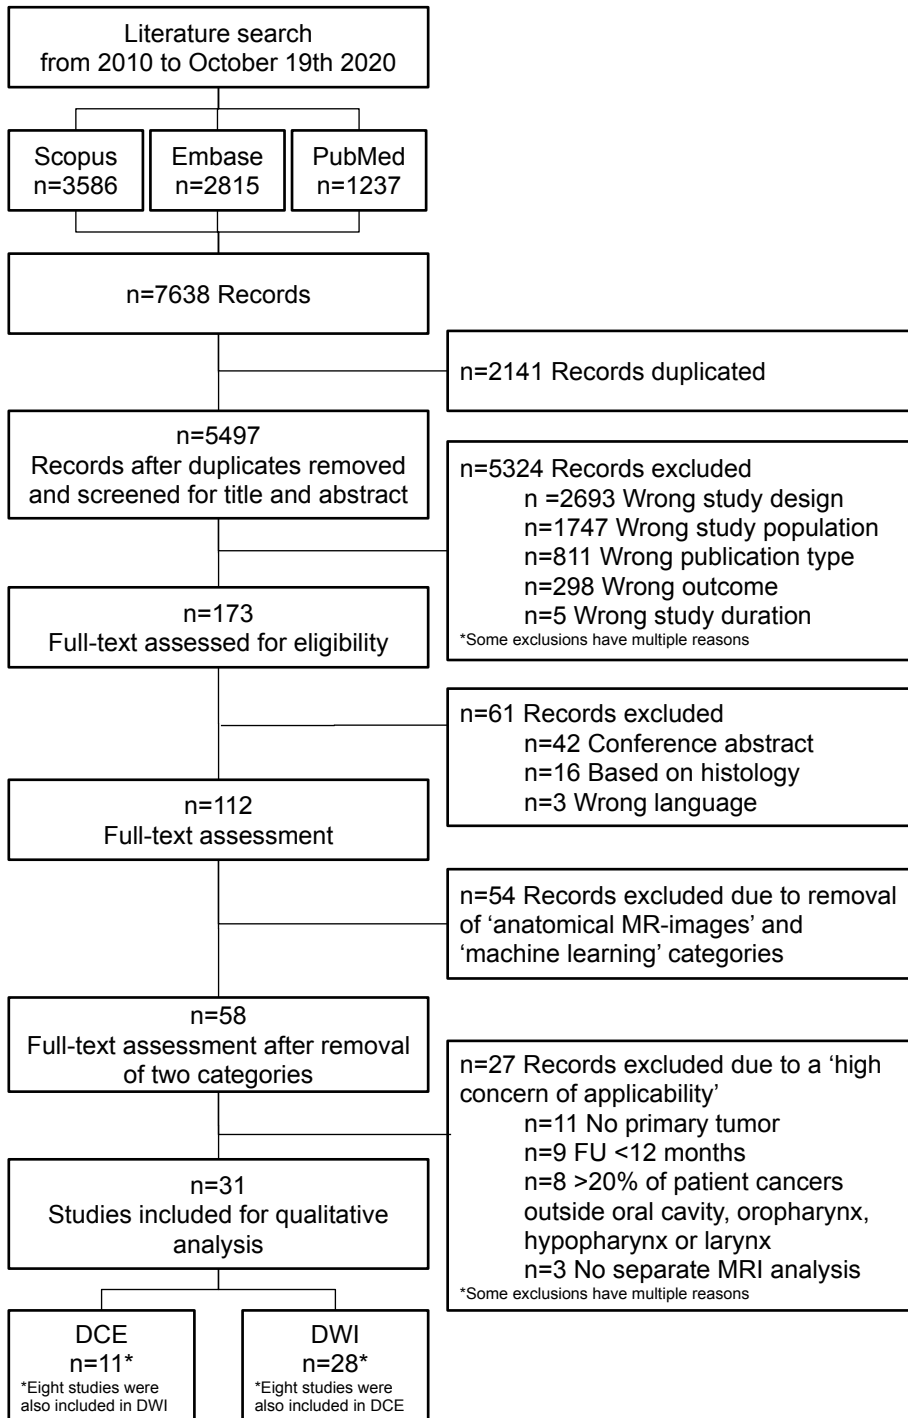 Literature search
from 2010 to October 19th 2020
Scopus
n=3586
Embase
n=2815
PubMed
n=1237
n=7638 Records
n=2141 Records duplicated
n=5497
Records after duplicates removed
and screened for title and abstract
n=5324 Records excluded
n =2693 Wrong study design
n=1747 Wrong study population
n=811 Wrong publication type
n=298 Wrong outcome
n=5 Wrong study duration
*Some exclusions have multiple reasons
n=173
Full-text assessed for eligibility
n=61 Records excluded
n=42 Conference abstract
n=16 Based on histology
n=3 Wrong language
n=112
Full-text assessment
n=54 Records excluded due to removal
of ‘anatomical MR-images’ and
‘machine learning’ categories
n=58
Full-text assessment after removal
of two categories
n=27 Records excluded due to a ‘high
concern of applicability’
n=11 No primary tumor
n=9 FU <12 months
n=8 >20% of patient cancers
outside oral cavity, oropharynx,
hypopharynx or larynx
n=3 No separate MRI analysis
*Some exclusions have multiple reasons
n=31
Studies included for qualitative
analysis
DCE
n=11*
*Eight studies were
also included in DWI
DWI
n=28*
*Eight studies were
also included in DCE